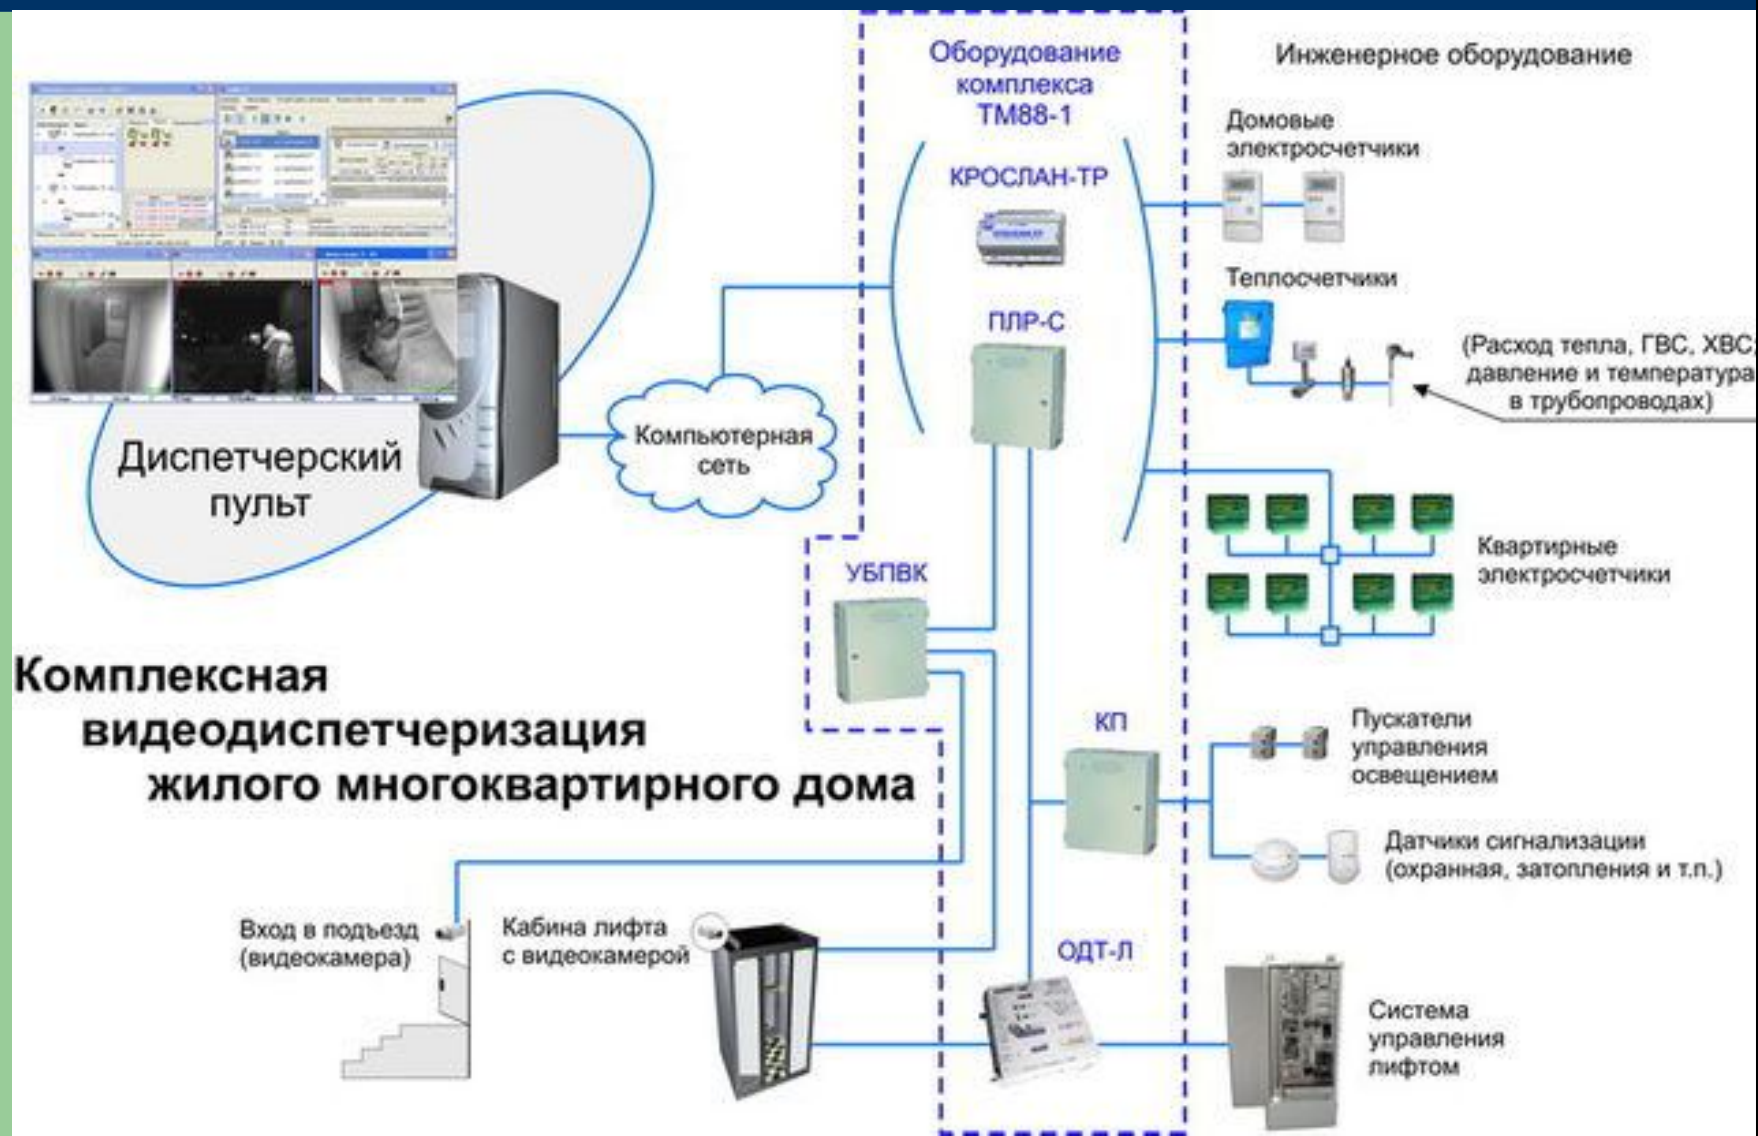 Оборудование
комплекса
ТМ88-1
Инженерное оборудование
КРОСЛАН-ТР
Домовые
электросчетчики
ПЛР-С
Теплосчетчики
(Расход тепла, ГВС, ХВС;
давление и температура
в трубопроводах)
Диспетчерский
пульт
Компьютерная
сеть
УБПВК
Квартирные
электросчетчики
Комплексная
видеодиспетчеризация
жилого многоквартирного дома
КП
Пускатели
управления
освещением
Датчики сигнализации
(охранная, затопления и т.п.)
Вход в подъезд
(видеокамера)
Кабина лифта
с видеокамерой
ОДТ-Л
Система
управления
лифтом